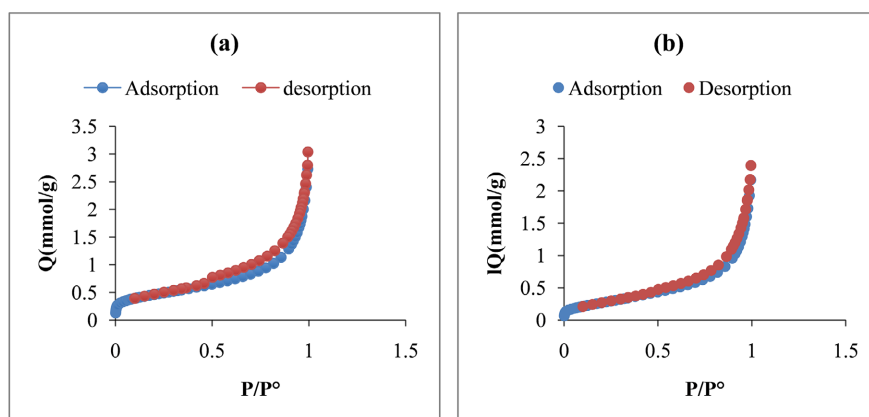 (a)
Adsorption desorption
3.5
3
2.5
2
1.5
1
0.5
0
Q(mmol/g)
0 0.5 1 1.5
P/P°
(b)
Adsorption Desorption
3
2.5
2
1.5
1
0.5
0
IQ(mmol/g)
0 0.5 1 1.5
P/P°